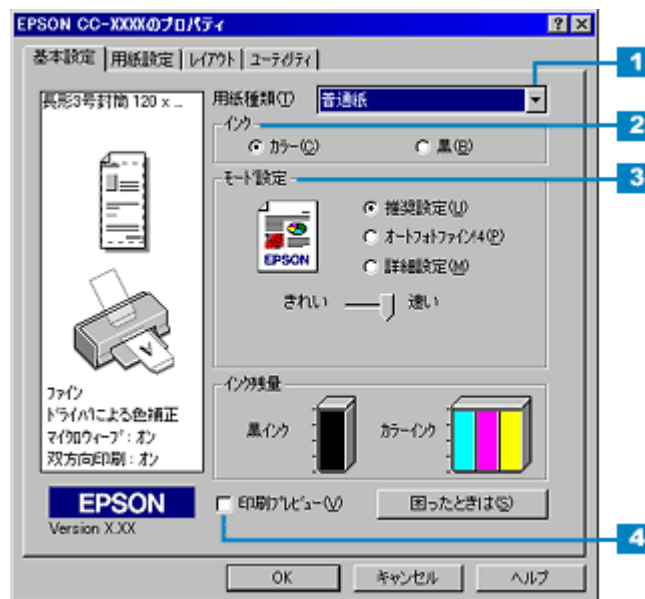 EPSON CC-XXXXのプロパティ
基本設定 用紙設定 レイアウト ユーティリティ
長形3号封筒 120 x ...
用紙種類(T) 普通紙
1
インク
2
カラー(C) 黒(B)
モード設定
3
推奨設定(U)
オートフォトファイン!4(P)
詳細設定(M)
EPSON
きれい 速い
インク残量
黒インク カラーインク
ファイン
ドライバによる色補正
マイクロウィーブ：オン
双方向印刷：オン
EPSON
Version X.XX
印刷プレビュー(V) 困ったときは(S)
4
OK キャンセル ヘルプ